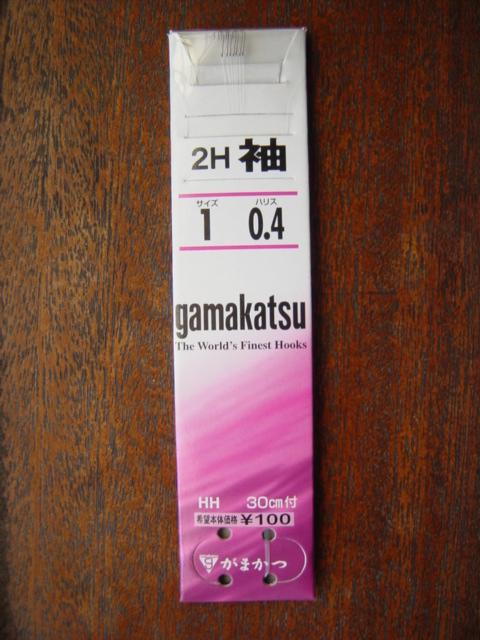 2H 袖
サイズ ハリス
1 0.4
gamakatsu
The World's Finest Hooks
HH 30cm付
希望本体価格 ¥100
がまかつ